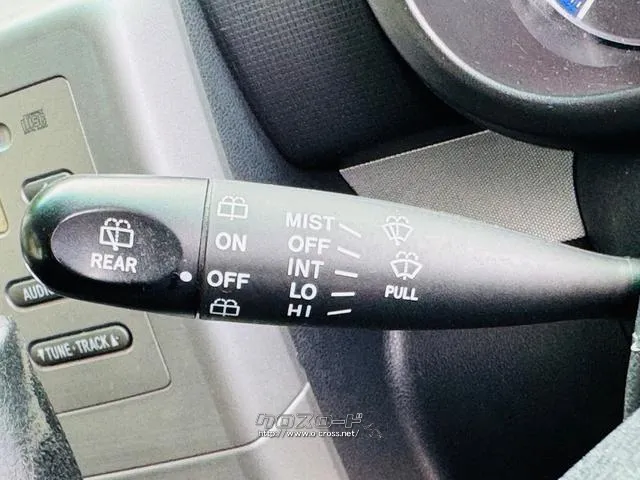 REAR
ON
OFF
MIST
OFF
INT
LO
HI
PULL
AUDIO
TUNE・TRACK
クロスロード
http://www.o-cross.net/